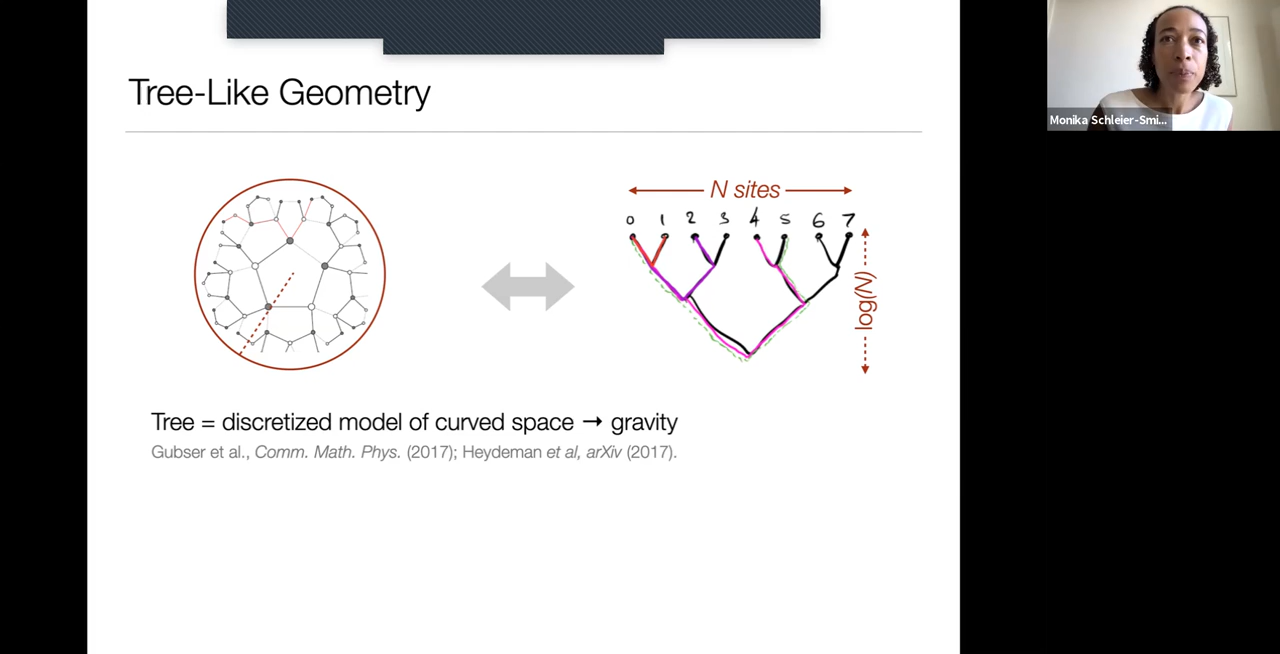 Tree-Like Geometry
Monika Schleier-Smi...
N sites
0 1 2 3 4 5 6 7
log(N)
Tree = discretized model of curved space → gravity
Gubser et al., Comm. Math. Phys. (2017); Heydeman et al, arXiv (2017).